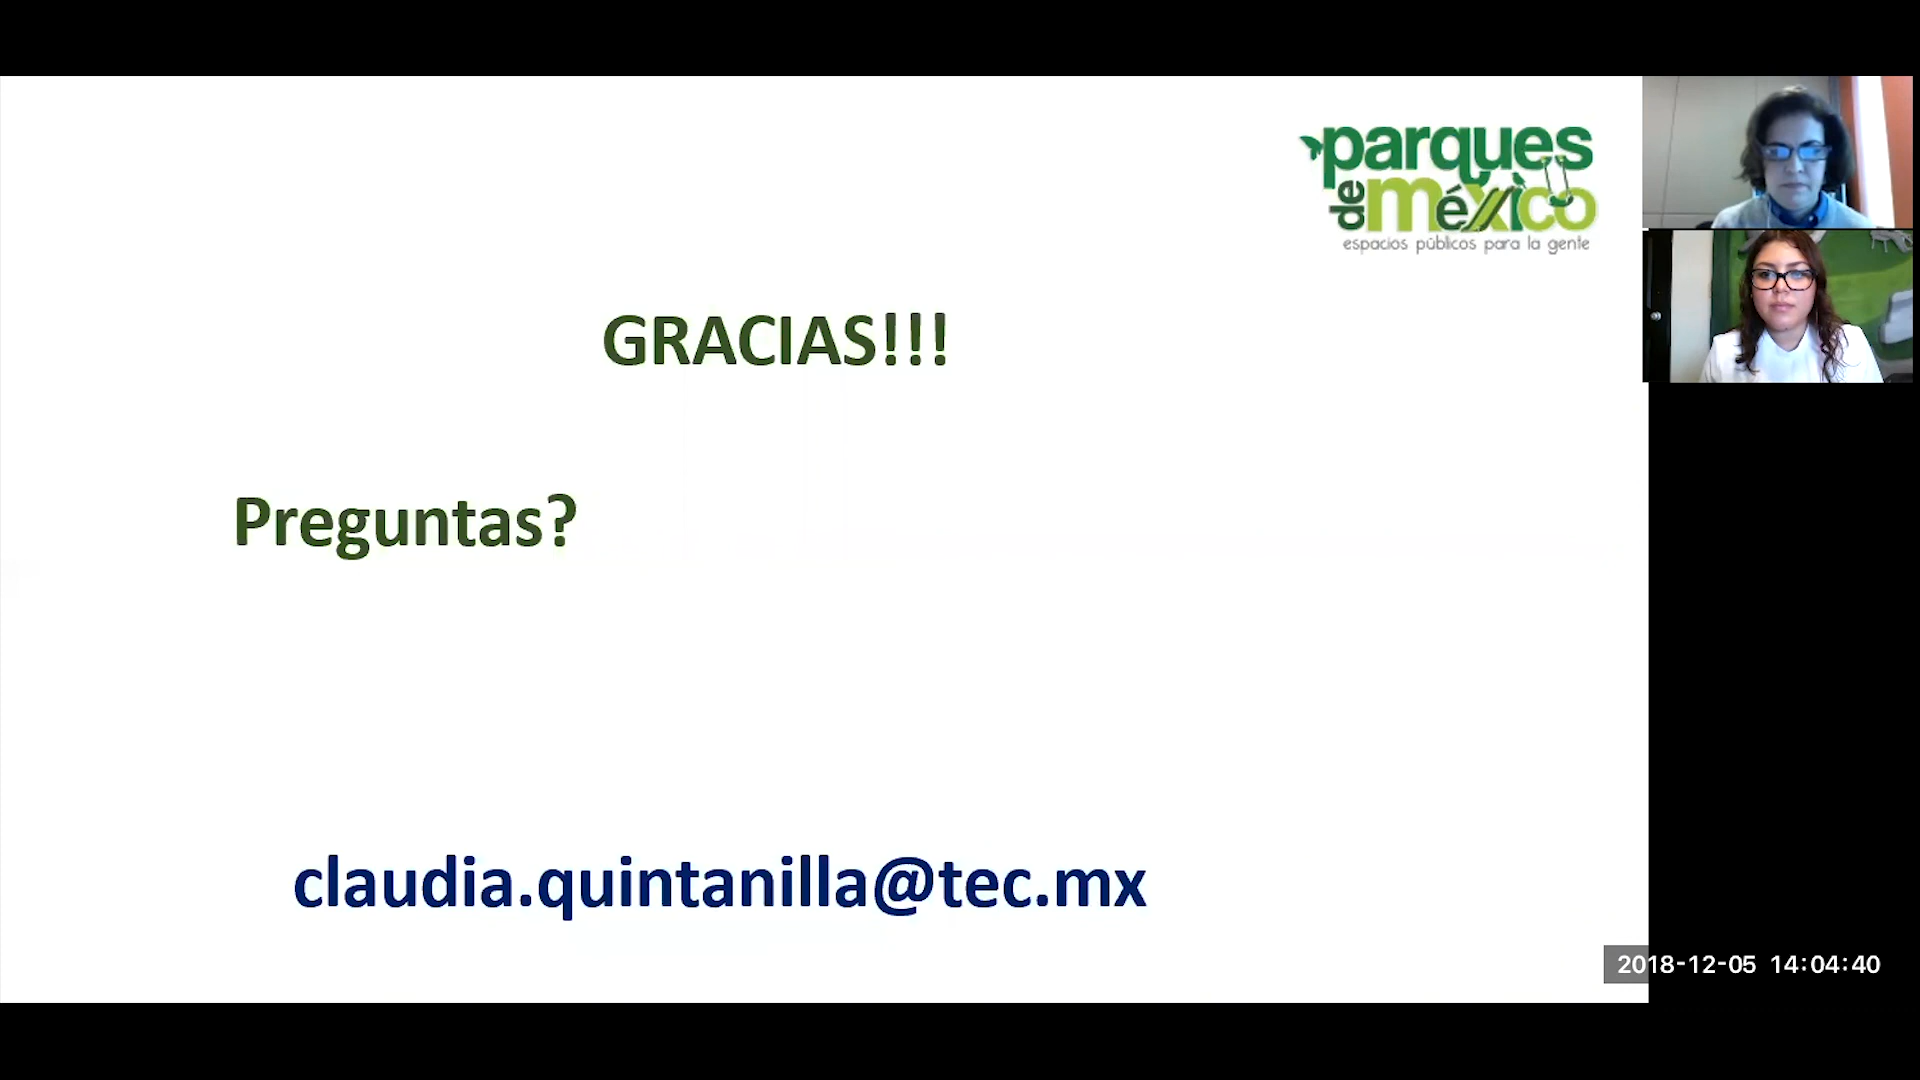 parques
de méxico
espacios públicos para la gente
GRACIAS!!!
Preguntas?
claudia.quintanilla@tec.mx
2018-12-05 14:04:40